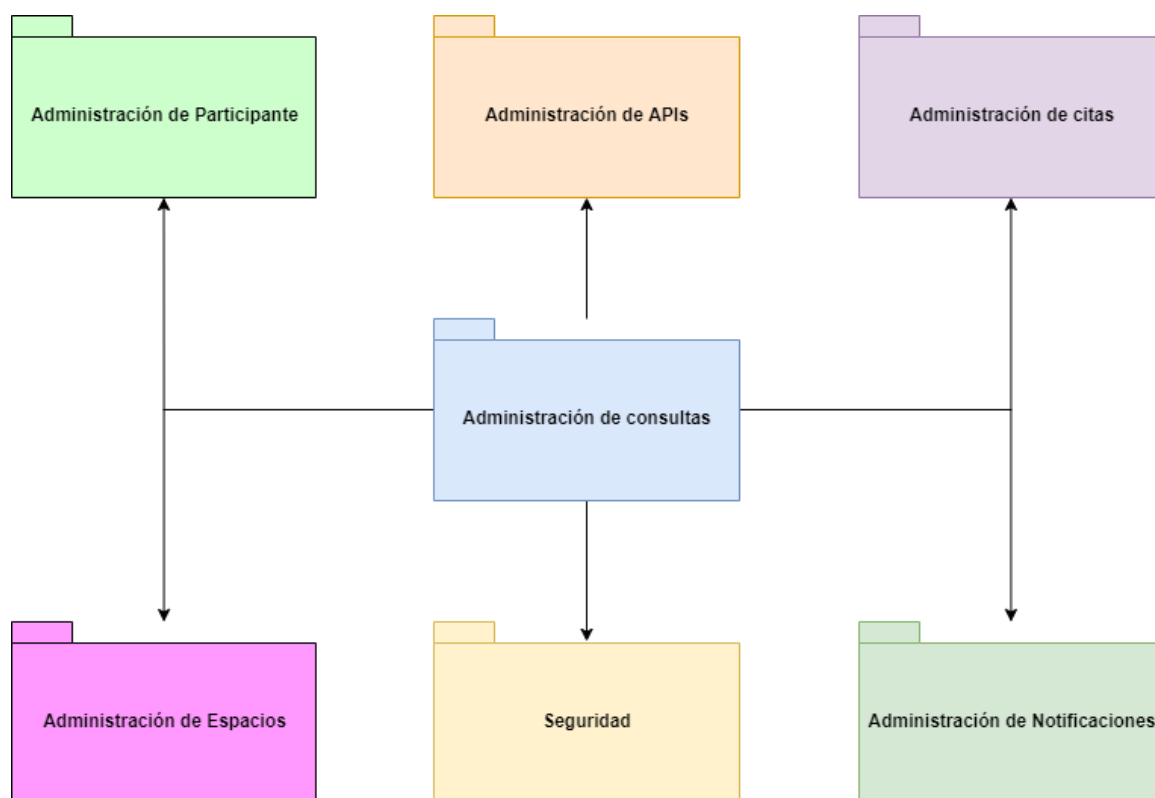 Administración de Participante
Administración de APIs
Administración de citas
Administración de consultas
Administración de Espacios
Seguridad
Administración de Notificaciones